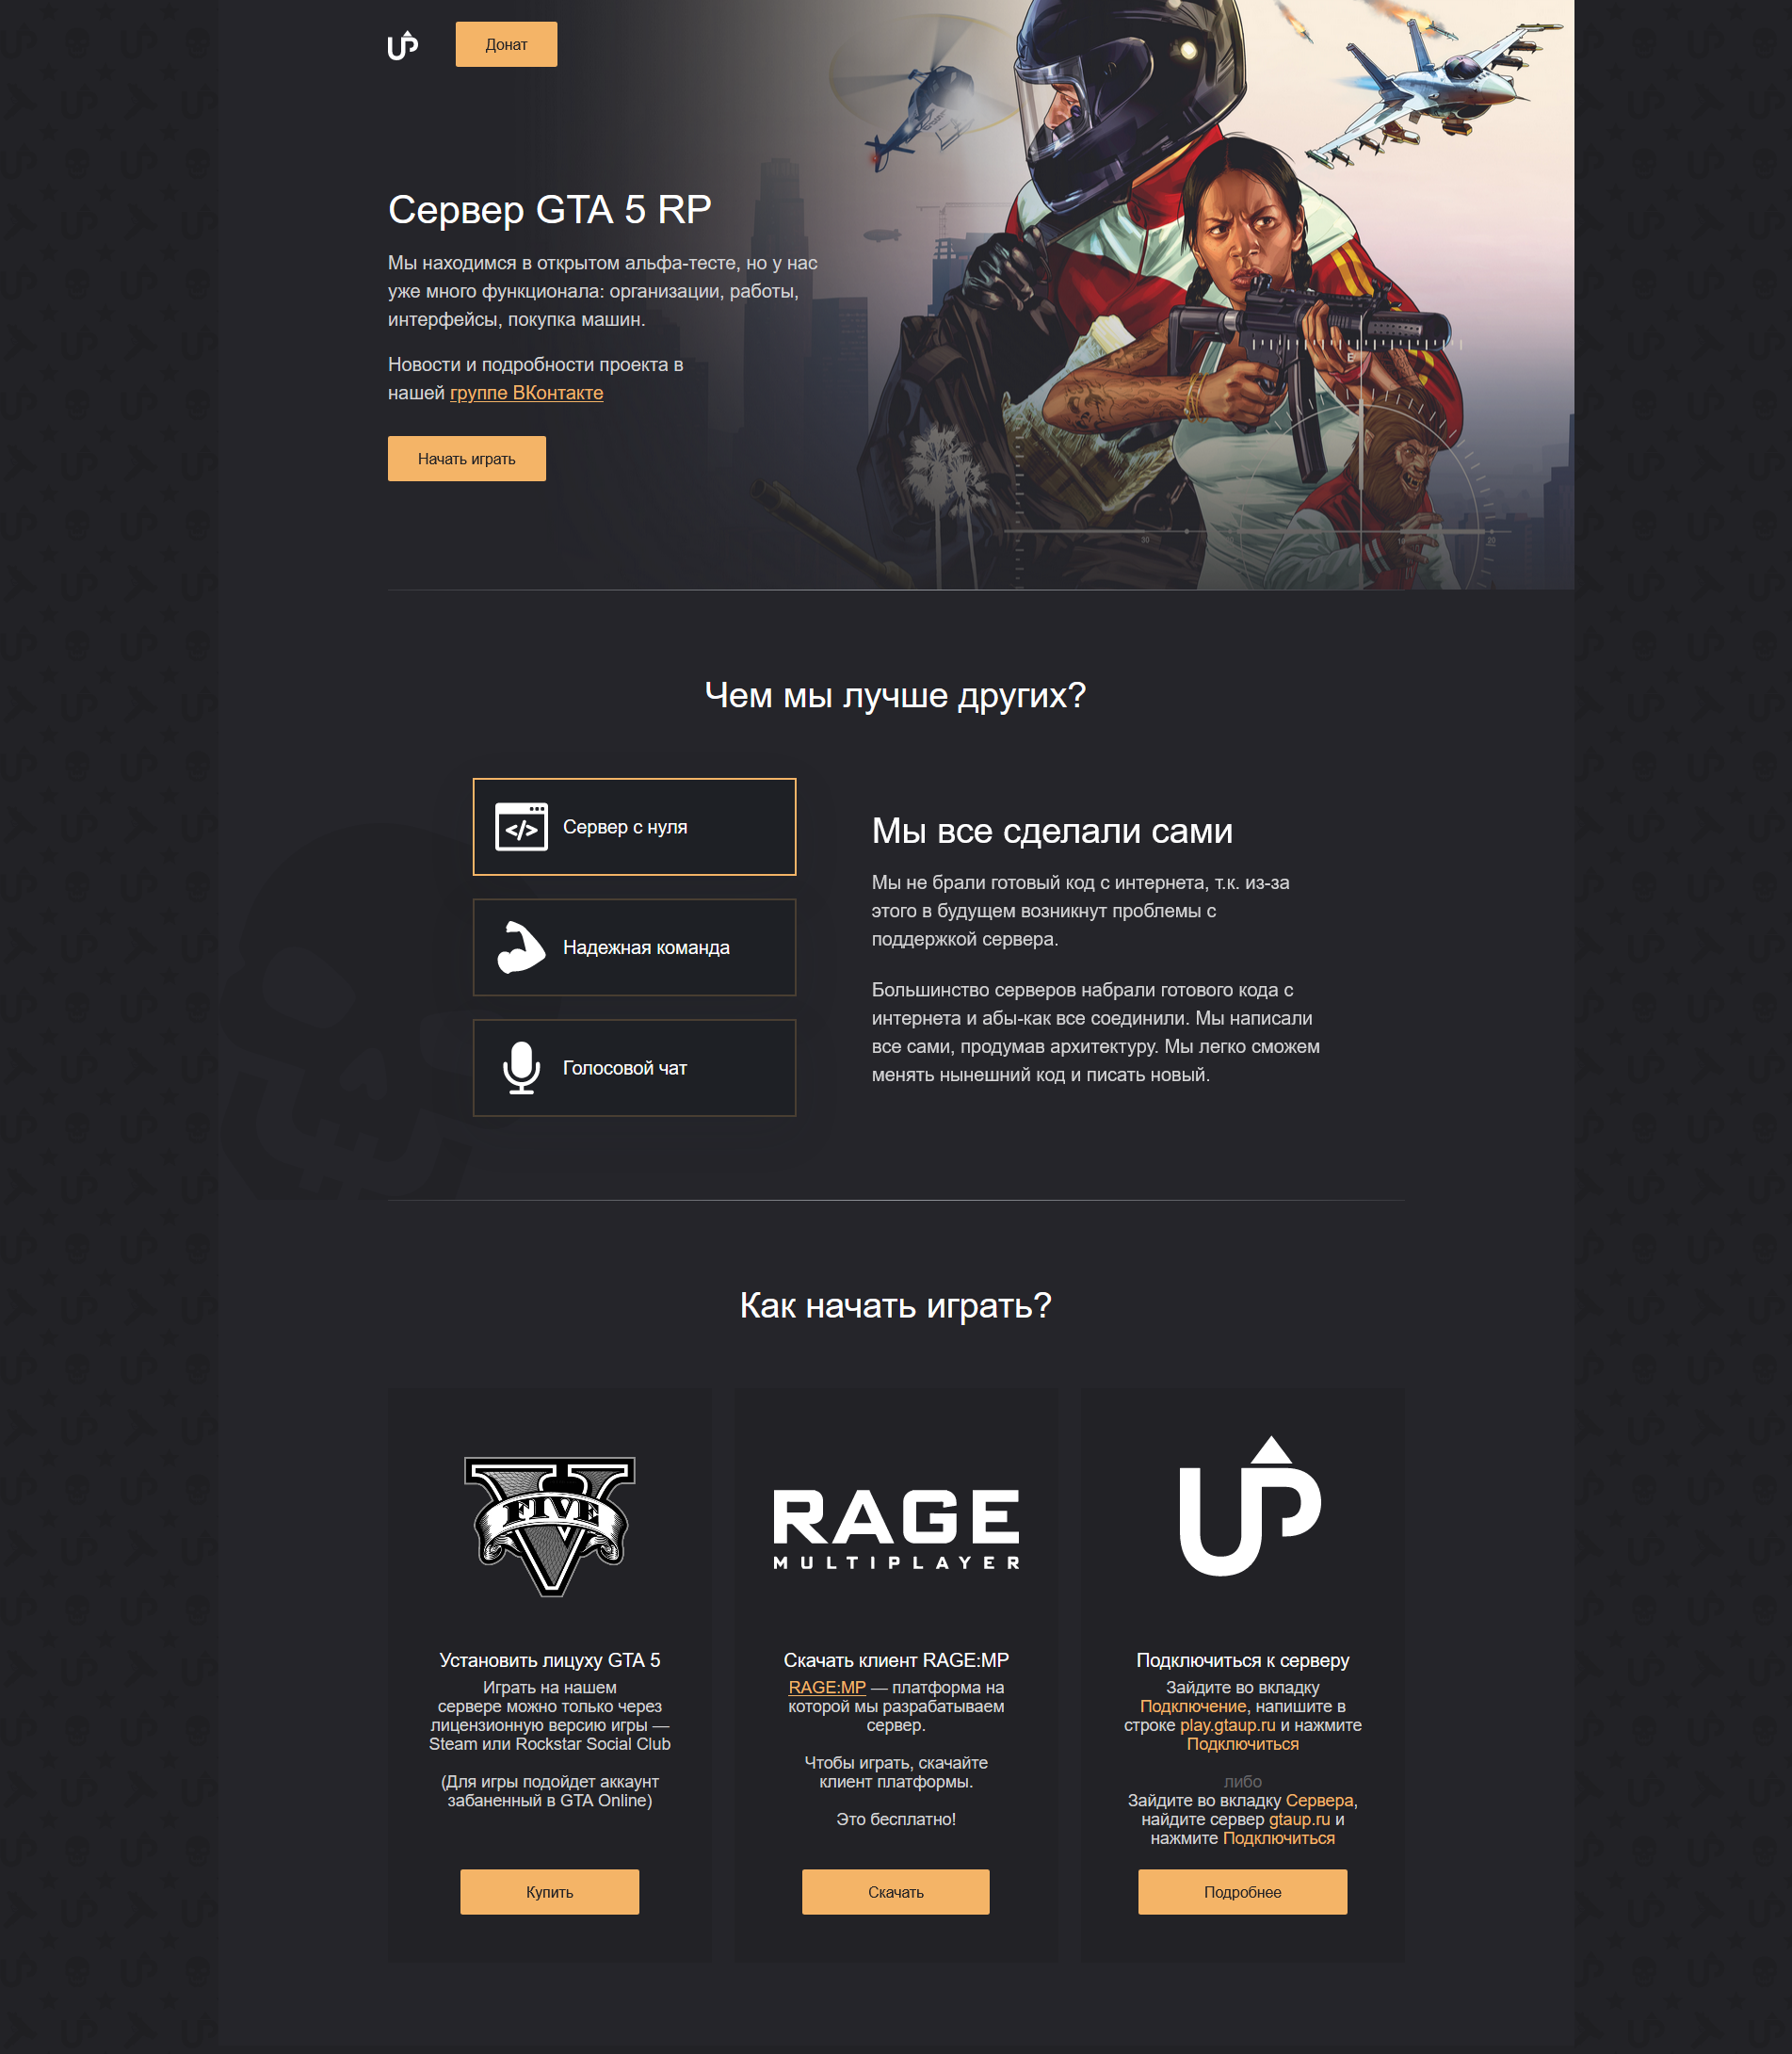 UP
Донат
Сервер GTA 5 RP
Мы находимся в открытом альфа-тесте, но у нас
уже много функционала: организации, работы,
интерфейсы, покупка машин.
Новости и подробности проекта в
нашей группе ВКонтакте
Начать играть
E
30
20
Чем мы лучше других?
Сервер с нуля
Надежная команда
Голосовой чат
Мы все сделали сами
Мы не брали готовый код с интернета, т.к. из-за
этого в будущем возникнут проблемы с
поддержкой сервера.
Большинство серверов набрали готового кода с
интернета и абы-как все соединили. Мы написали
все сами, продумав архитектуру. Мы легко сможем
менять нынешний код и писать новый.
Как начать играть?
V
FIVE
Установить лицуху GTA 5
Играть на нашем
сервере можно только через
лицензионную версию игры —
Steam или Rockstar Social Club
(Для игры подойдет аккаунт
забаненный в GTA Online)
Купить
RAGE
MULTIPLAYER
Скачать клиент RAGE:MP
RAGE:MP — платформа на
которой мы разрабатываем
сервер.
Чтобы играть, скачайте
клиент платформы.
Это бесплатно!
Скачать
UP
Подключиться к серверу
Зайдите во вкладку
Подключение, напишите в
строке play.gtaup.ru и нажмите
Подключиться
либо
Зайдите во вкладку Сервера,
найдите сервер gtaup.ru и
нажмите Подключиться
Подробнее